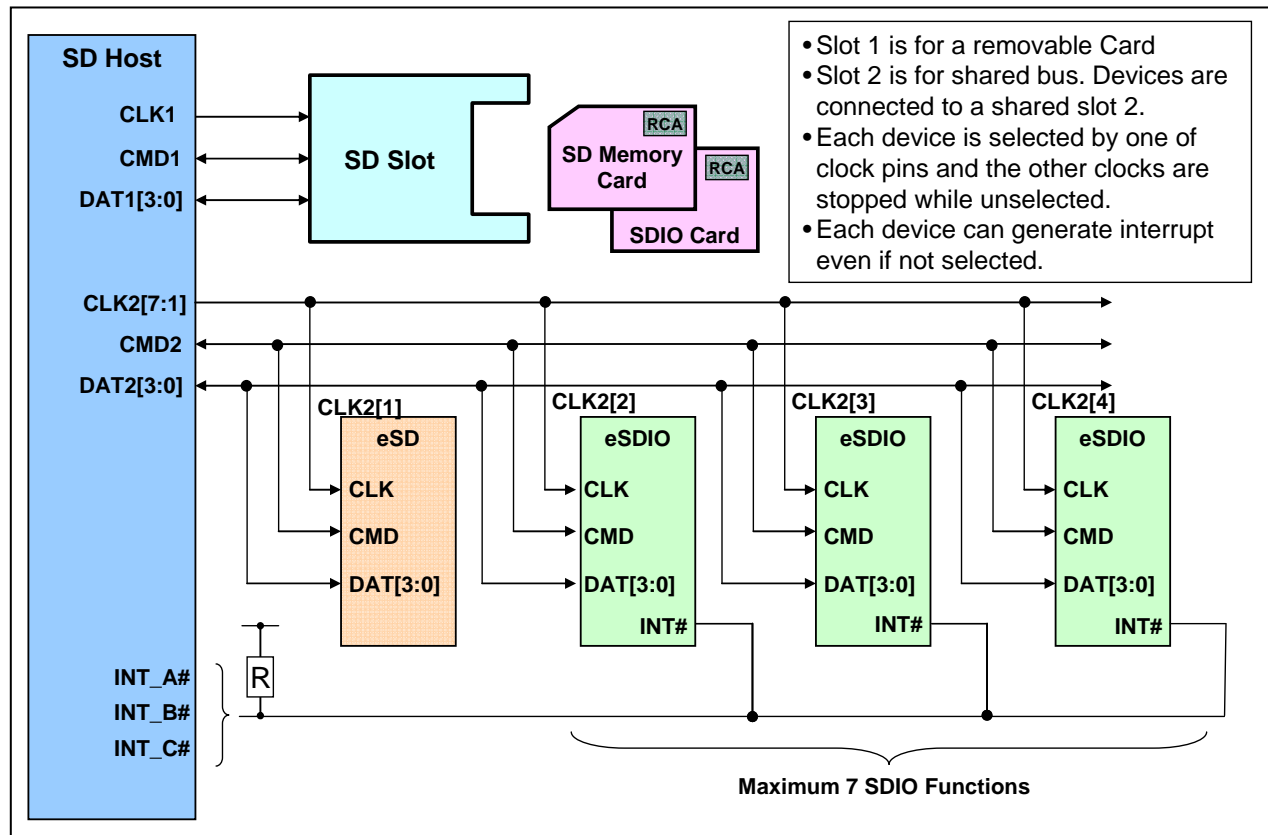 SD Host
CLK1
CMD1
DAT1[3:0]
SD Slot
RCA
SD Memory
Card
RCA
SDIO Card
•Slot 1 is for a removable Card
•Slot 2 is for shared bus. Devices are
connected to a shared slot 2.
•Each device is selected by one of
clock pins and the other clocks are
stopped while unselected.
•Each device can generate interrupt
even if not selected.
CLK2[7:1]
CMD2
DAT2[3:0]
CLK2[1]
eSD
CLK
CMD
DAT[3:0]
CLK2[2]
eSDIO
CLK
CMD
DAT[3:0]
INT#
CLK2[3]
eSDIO
CLK
CMD
DAT[3:0]
INT#
CLK2[4]
eSDIO
CLK
CMD
DAT[3:0]
INT#
INT_A#
INT_B#
INT_C#
R
Maximum 7 SDIO Functions